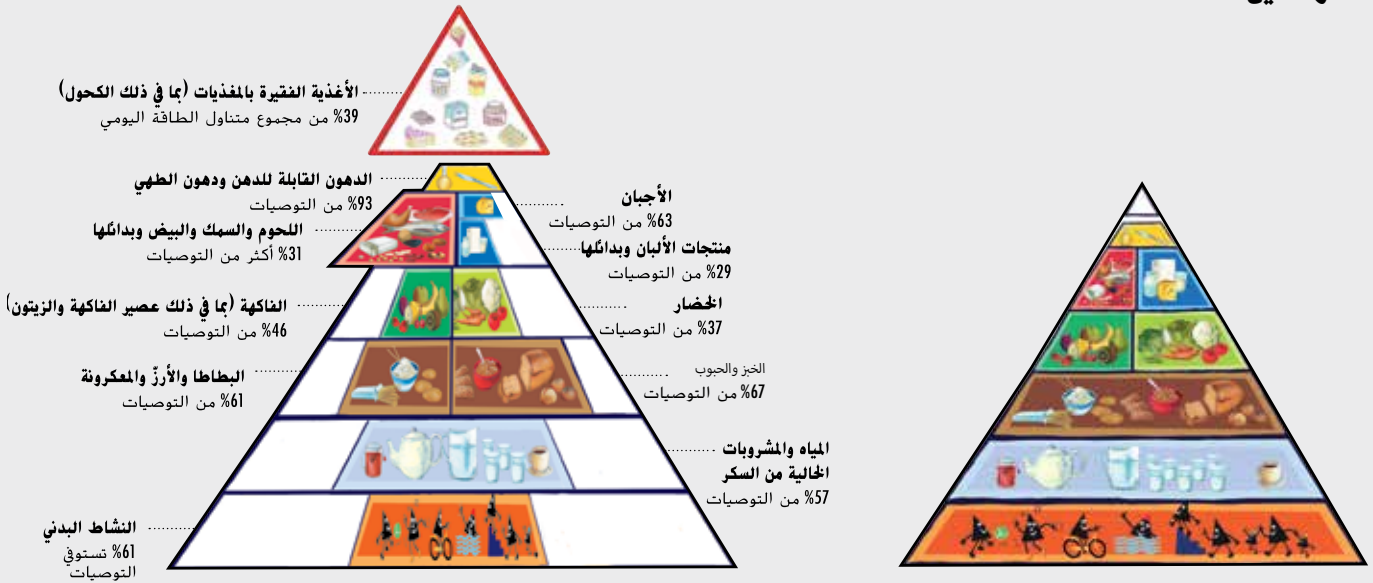 الأغذية الفقيرة بالمغذيات (بما في ذلك الكحول)
39% من مجموع متناول الطاقة اليومي
الدهون القابلة للدهن ودهون الطهي
93% من التوصيات
الأجبان
63% من التوصيات
اللحوم والسمك والبيض وبدائلها
31% أكثر من التوصيات
منتجات الألبان وبدائلها
29% من التوصيات
الفاكهة (بما في ذلك عصير الفاكهة والزيتون)
46% من التوصيات
الخضار
37% من التوصيات
البطاطا والأرزّ والمعكرونة
61% من التوصيات
الخبز والحبوب
67% من التوصيات
المياه والمشروبات
الخالية من السكر
57% من التوصيات
النشاط البدني
61% تستوفي
التوصيات